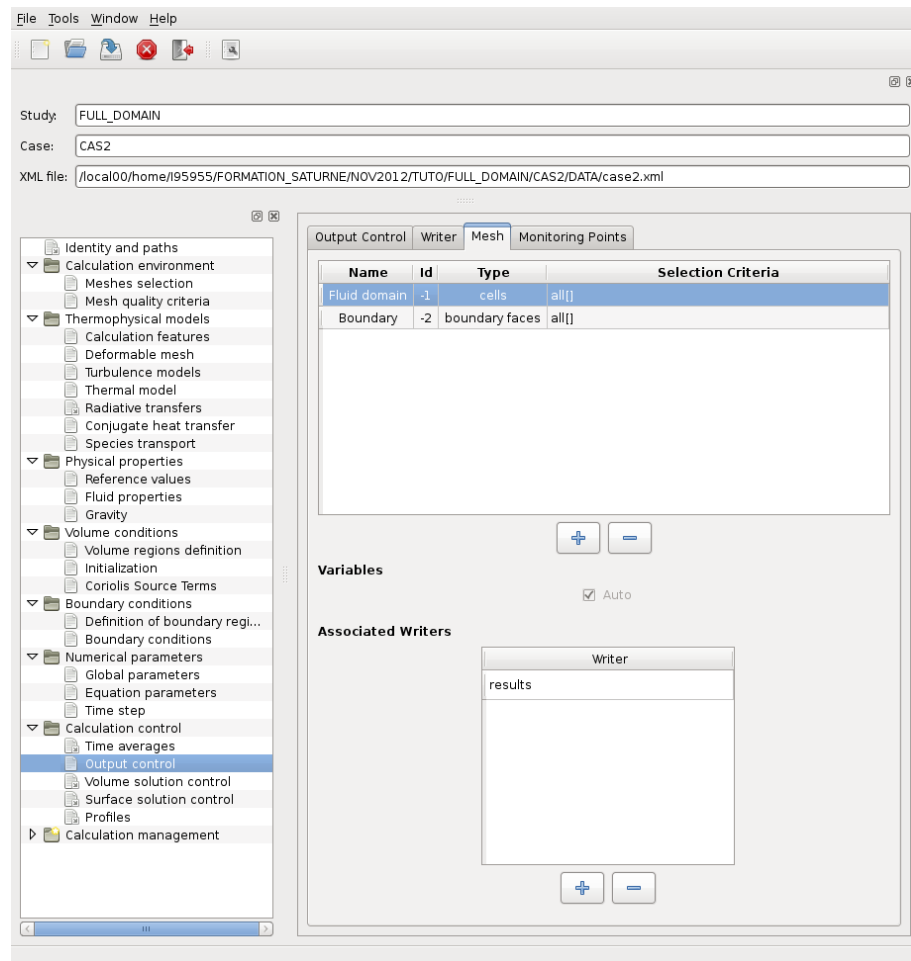 File Tools Window Help
Study: FULL_DOMAIN
Case: CAS2
XML file: /local00/home/I95955/FORMATION_SATURNE/NOV2012/TUTO/FULL_DOMAIN/CAS2/DATA/case2.xml
Identity and paths
Calculation environment
Meshes selection
Mesh quality criteria
Thermophysical models
Calculation features
Deformable mesh
Turbulence models
Thermal model
Radiative transfers
Conjugate heat transfer
Species transport
Physical properties
Reference values
Fluid properties
Gravity
Volume conditions
Volume regions definition
Initialization
Coriolis Source Terms
Boundary conditions
Definition of boundary regi...
Boundary conditions
Numerical parameters
Global parameters
Equation parameters
Time step
Calculation control
Time averages
Output control
Volume solution control
Surface solution control
Profiles
Calculation management
Output Control Writer Mesh Monitoring Points
Name Id Type Selection Criteria
Fluid domain -1 cells all[]
Boundary -2 boundary faces all[]
Variables
Auto
Associated Writers
Writer
results